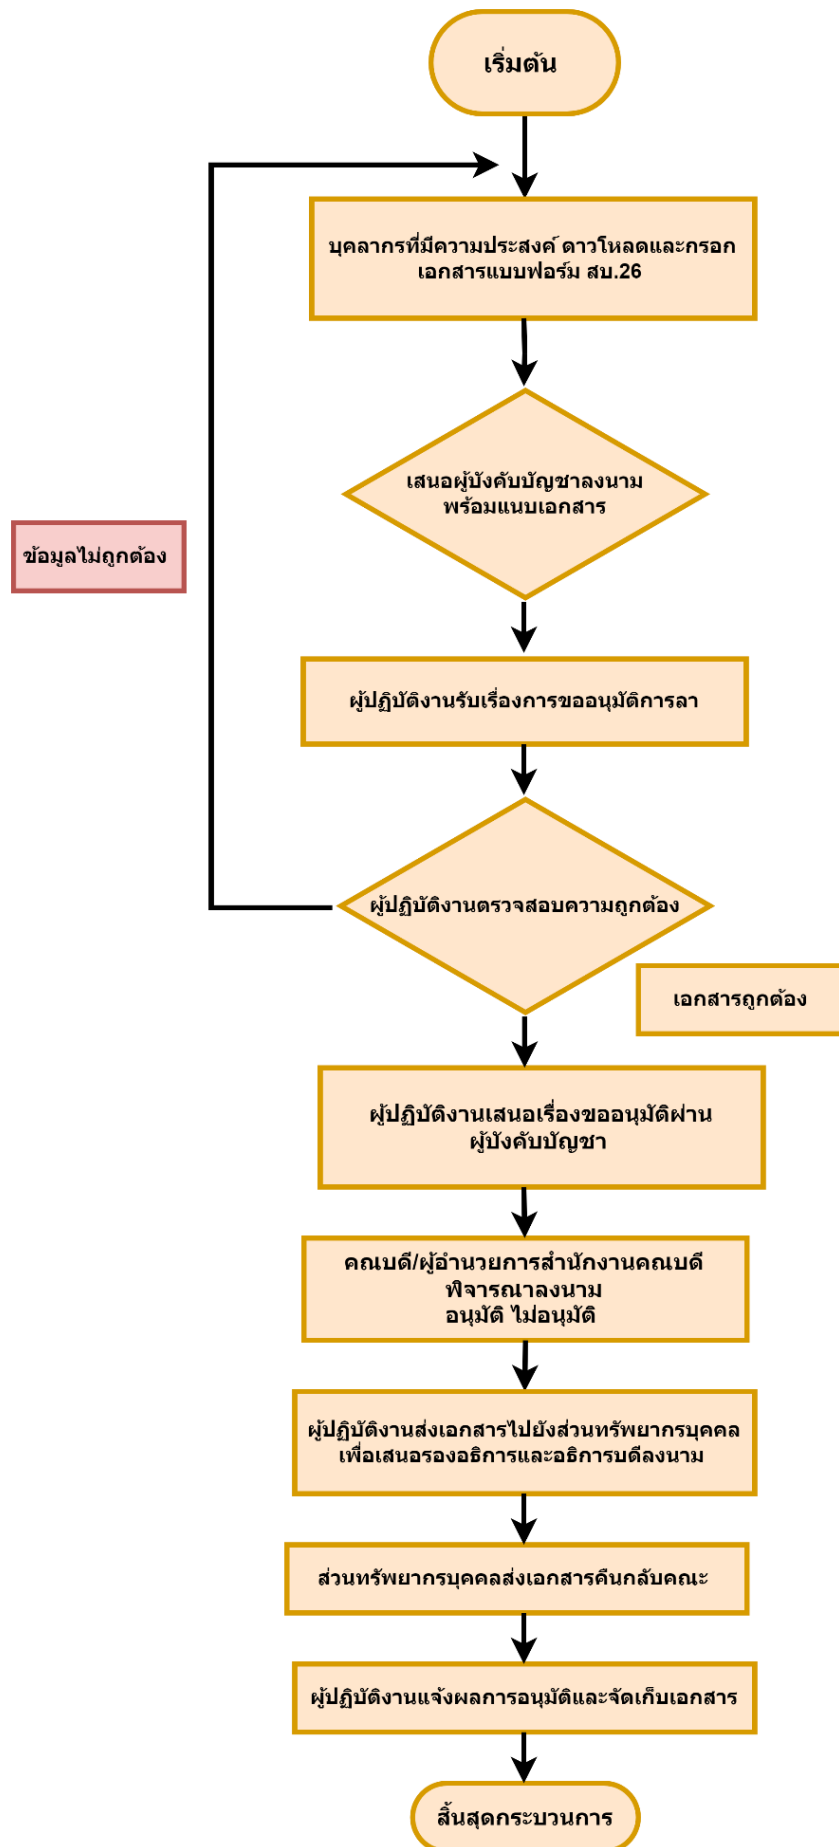 เริ่มต้น
บุคลากรที่มีความประสงค์ ดาวโหลดและกรอก
เอกสารแบบฟอร์ม สบ.26
เสนอผู้บังคับบัญชาลงนาม
พร้อมแนบเอกสาร
ข้อมูลไม่ถูกต้อง
ผู้ปฏิบัติงานรับเรื่องการขออนุมัติการลา
ผู้ปฏิบัติงานตรวจสอบความถูกต้อง
เอกสารถูกต้อง
ผู้ปฏิบัติงานเสนอเรื่องขออนุมัติผ่าน
ผู้บังคับบัญชา
คณบดี/ผู้อำนวยการสำนักงานคณบดี
พิจารณาลงนาม
อนุมัติ ไม่อนุมัติ
ผู้ปฏิบัติงานส่งเอกสารไปยังส่วนทรัพยากรบุคคล
เพื่อเสนอรองอธิการและอธิการบดีลงนาม
ส่วนทรัพยากรบุคคลส่งเอกสารคืนกลับคณะ
ผู้ปฏิบัติงานแจ้งผลการอนุมัติและจัดเก็บเอกสาร
สิ้นสุดกระบวนการ